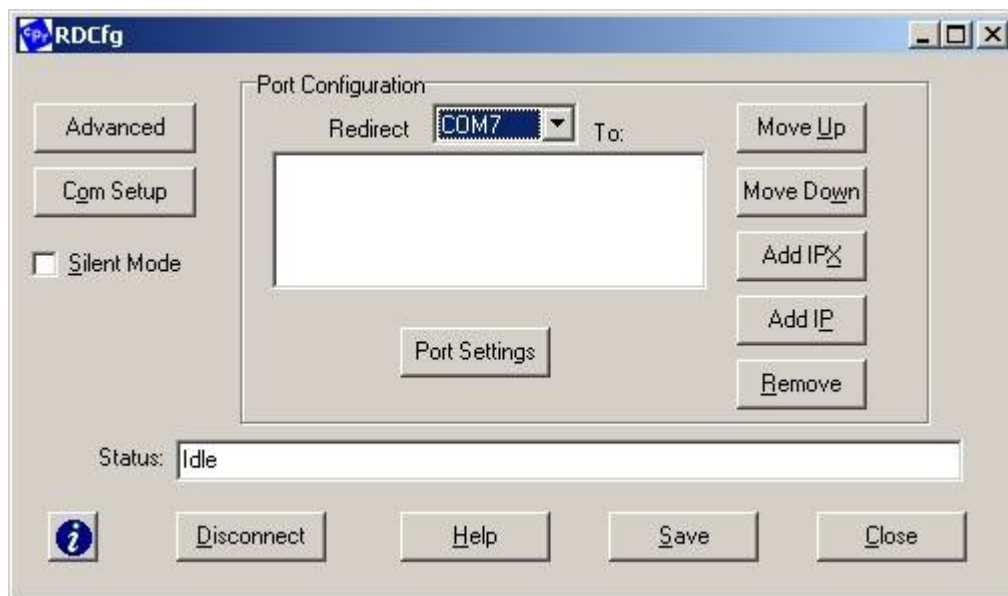 CPR RDCfg
Port Configuration
Advanced
Redirect COM7 To:
Move Up
Com Setup
Move Down
Silent Mode
Add IPX
Add IP
Port Settings
Remove
Status: Idle
i Disconnect Help Save Close